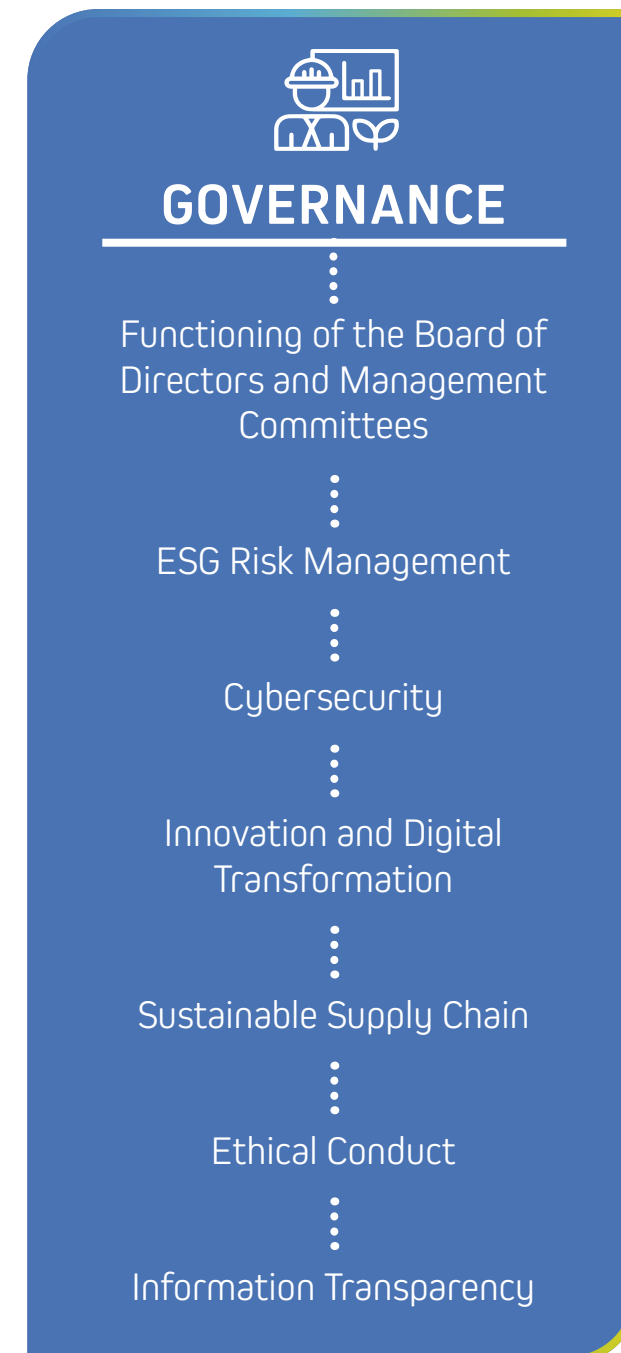 GOVERNANCE
Functioning of the Board of
Directors and Management
Committees
ESG Risk Management
Cybersecurity
Innovation and Digital
Transformation
Sustainable Supply Chain
Ethical Conduct
Information Transparency